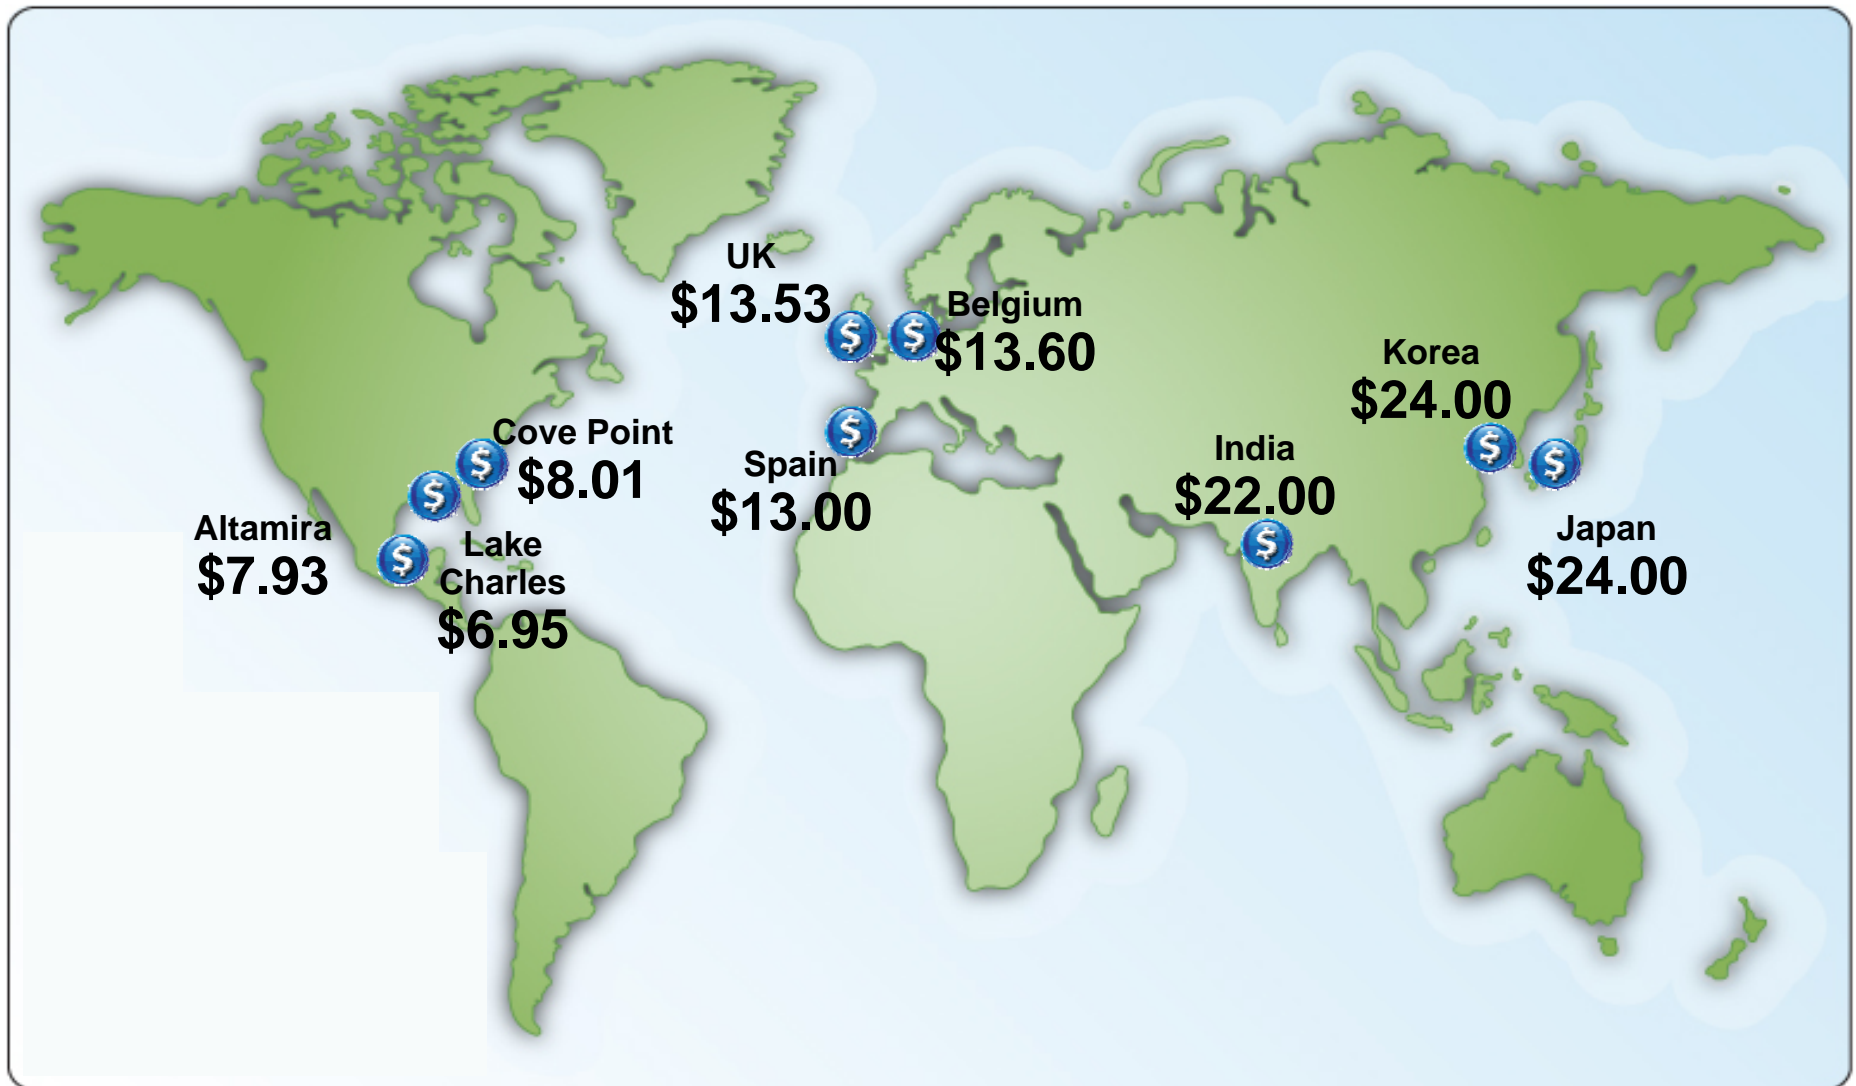 UK
$13.53
Belgium
$13.60
Korea
$24.00
Cove Point
$8.01
Spain
$13.00
India
$22.00
Altamira
$7.93
Lake
Charles
$6.95
Japan
$24.00